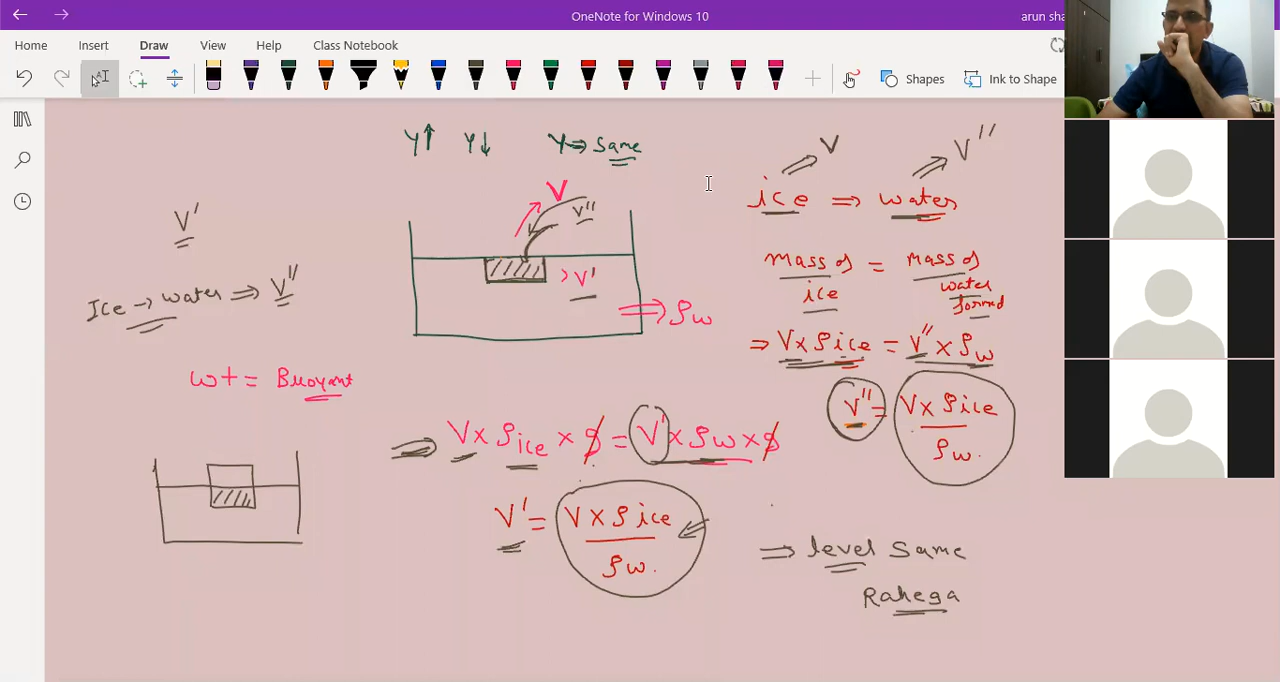 OneNote for Windows 10
arun sha
Home Insert Draw View Help Class Notebook
Shapes Ink to Shape
Y↑ Y↓ Y⇒ Same
V V''
ice ⇒ water
V
V''
V'
V'
Ice → water ⇒ V''
ρw
mass of ice = mass of water formed
⇒ V×ρice = V''×ρw
wt = Buoyant
V'' = V×ρice / ρw
V×ρice×g = V'×ρw×g
V' = V×ρice / ρw.
⇒ level Same
Rahega